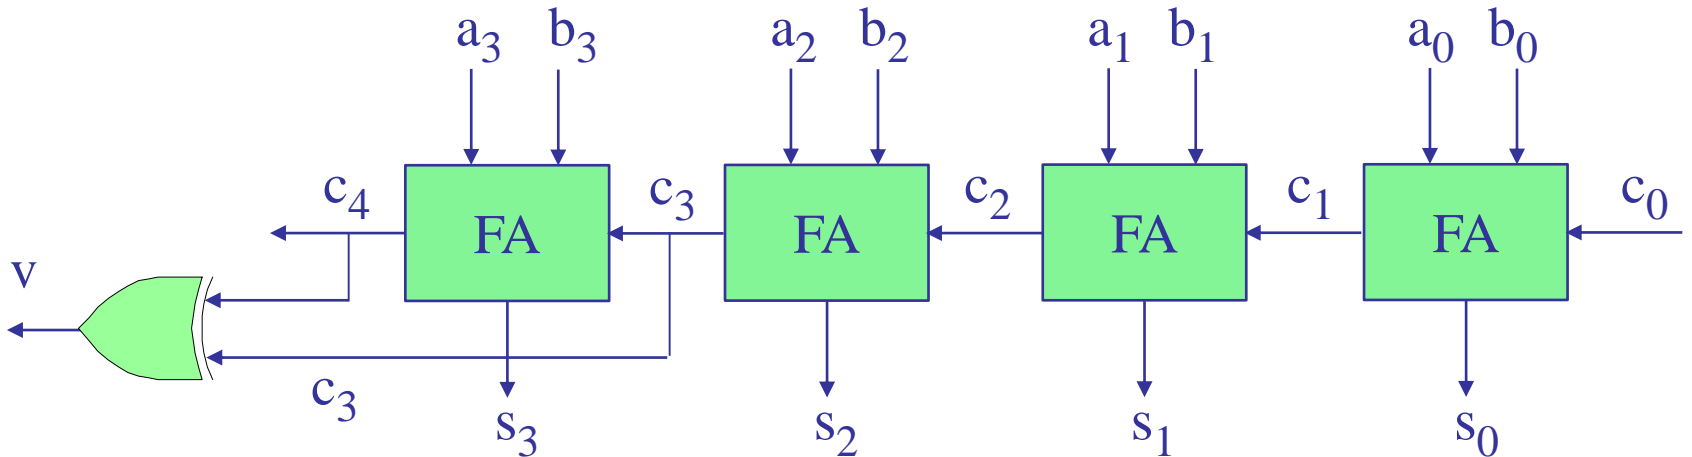 a₃ b₃ a₂ b₂ a₁ b₁ a₀ b₀
c₄ c₃ c₂ c₁ c₀
FA FA FA FA
v
c₃
s₃ s₂ s₁ s₀